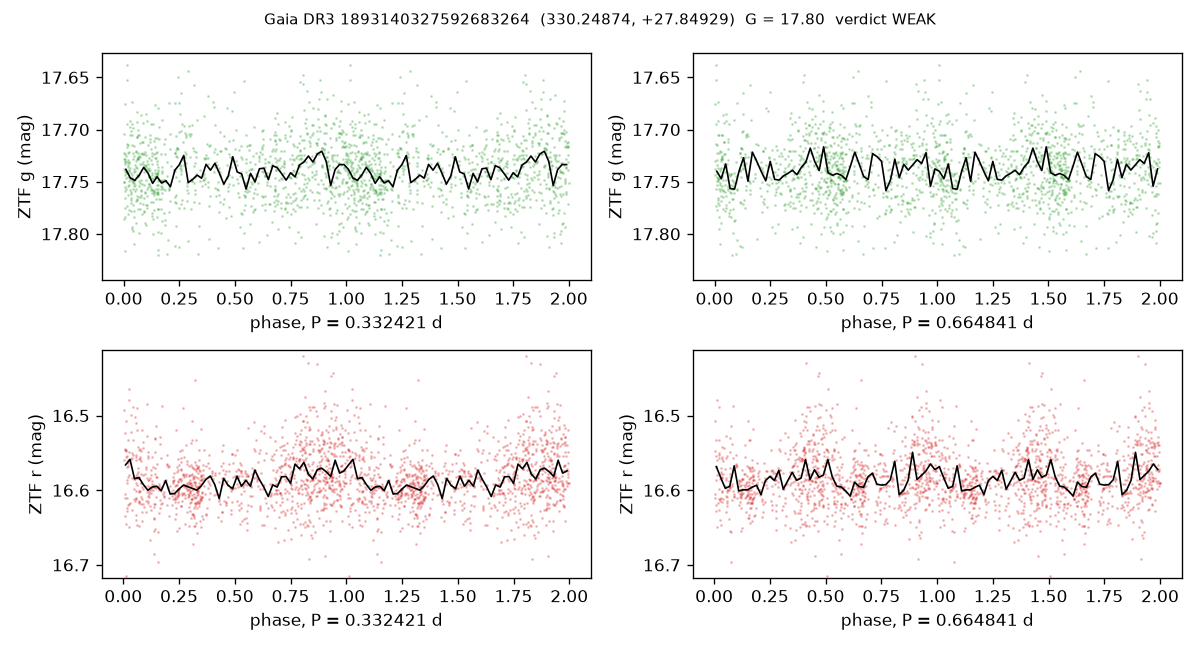 Gaia DR3 1893140327592683264 (330.24874, +27.84929) G = 17.80 verdict WEAK
ZTF g (mag)
17.65
17.70
17.75
17.80
0.00 0.25 0.50 0.75 1.00 1.25 1.50 1.75 2.00
phase, P = 0.332421 d
ZTF g (mag)
17.65
17.70
17.75
17.80
0.00 0.25 0.50 0.75 1.00 1.25 1.50 1.75 2.00
phase, P = 0.664841 d
ZTF r (mag)
16.5
16.6
16.7
0.00 0.25 0.50 0.75 1.00 1.25 1.50 1.75 2.00
phase, P = 0.332421 d
ZTF r (mag)
16.5
16.6
16.7
0.00 0.25 0.50 0.75 1.00 1.25 1.50 1.75 2.00
phase, P = 0.664841 d